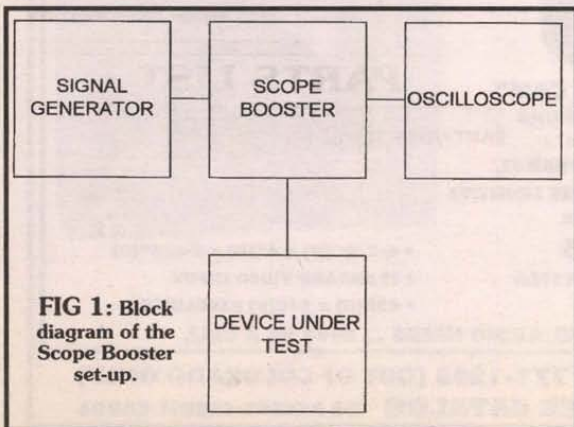 SIGNAL
GENERATOR
SCOPE
BOOSTER
OSCILLOSCOPE
DEVICE UNDER
TEST
FIG 1: Block
diagram of the
Scope Booster
set-up.